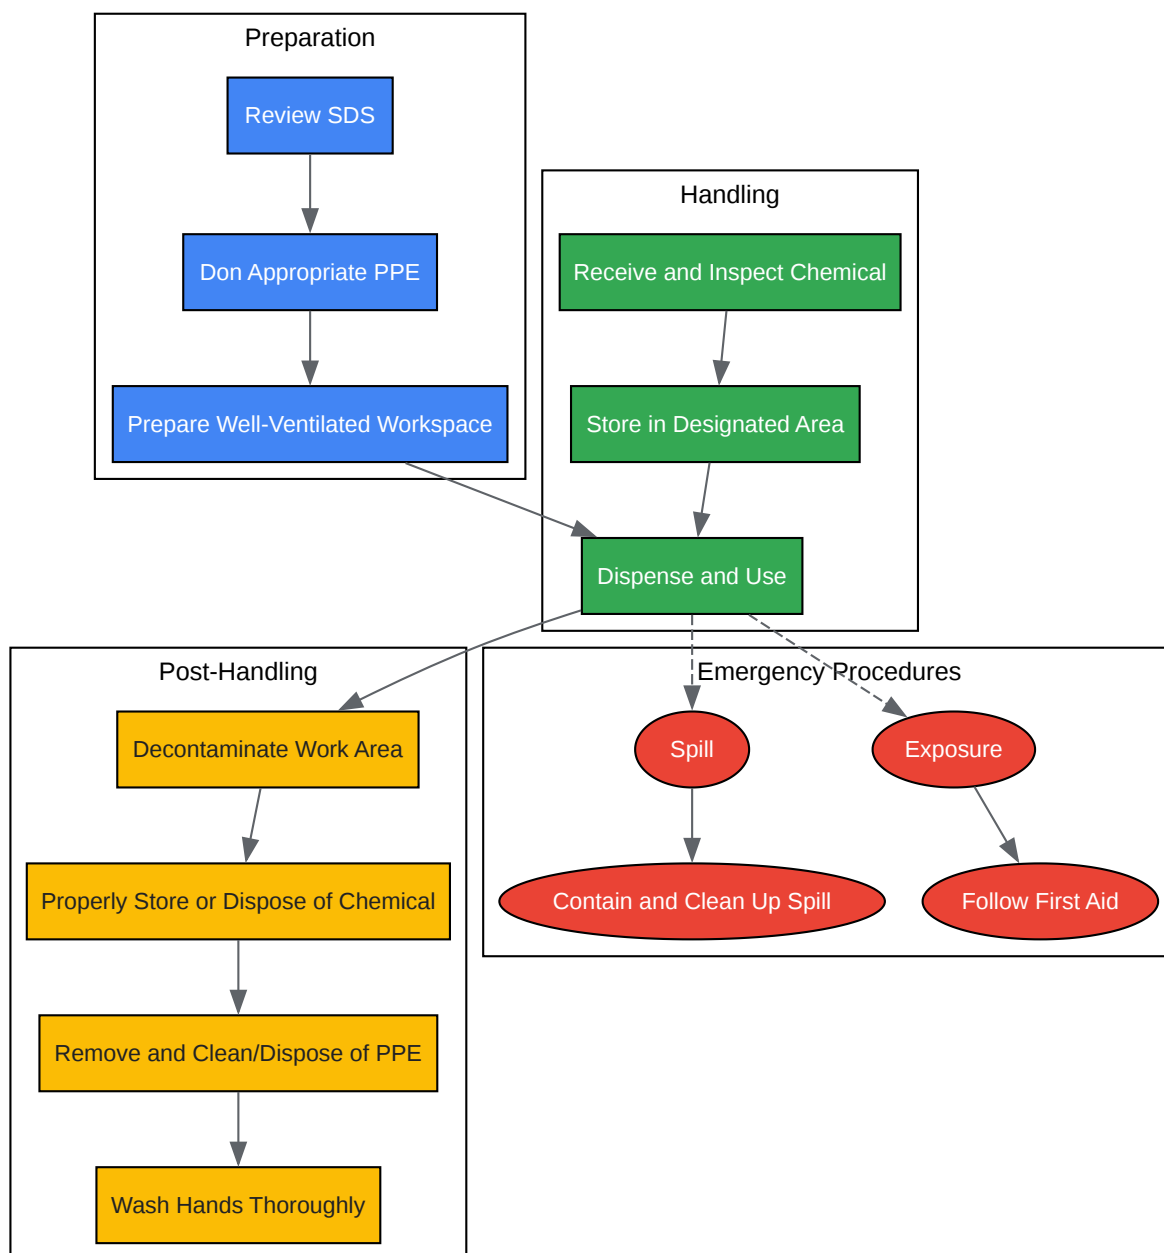 Preparation
Review SDS
Don Appropriate PPE
Prepare Well-Ventilated Workspace
Handling
Receive and Inspect Chemical
Store in Designated Area
Dispense and Use
Post-Handling
Decontaminate Work Area
Properly Store or Dispose of Chemical
Remove and Clean/Dispose of PPE
Wash Hands Thoroughly
Emergency Procedures
Spill
Exposure
Contain and Clean Up Spill
Follow First Aid